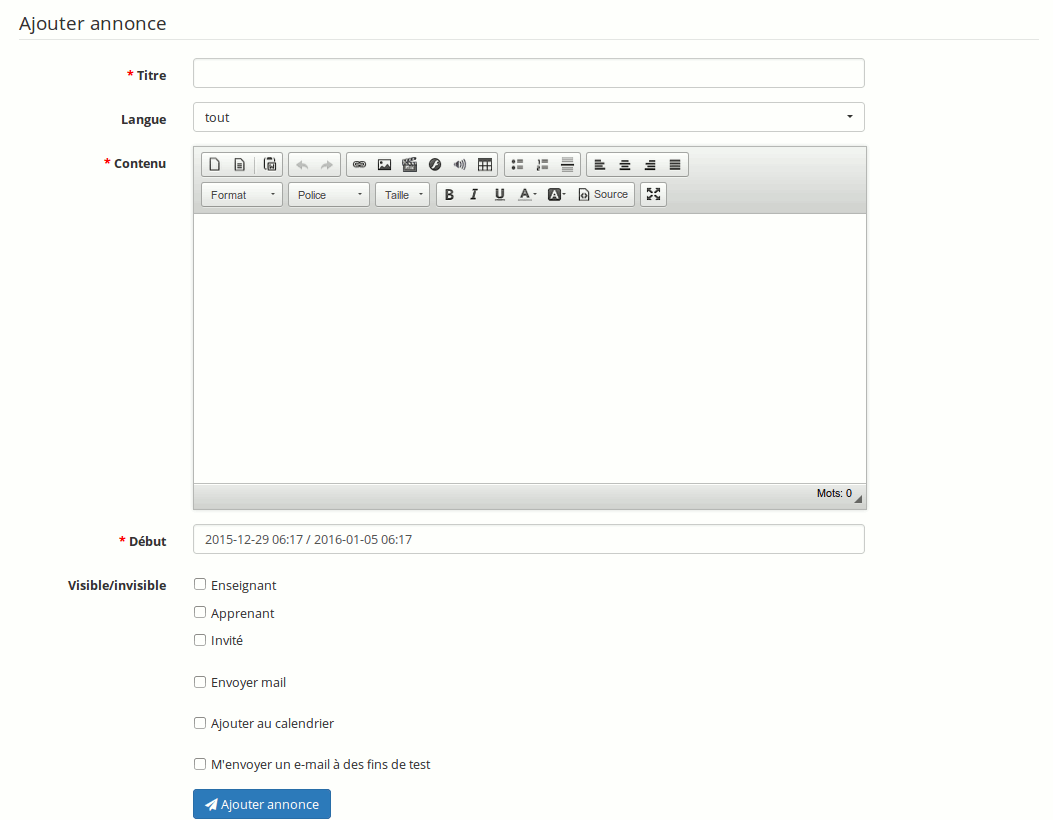 Ajouter annonce
* Titre
Langue
tout
* Contenu
Format
Police
Taille
B I U A A Source
Mots: 0
* Début
2015-12-29 06:17 / 2016-01-05 06:17
Visible/invisible
Enseignant
Apprenant
Invité
Envoyer mail
Ajouter au calendrier
M'envoyer un e-mail à des fins de test
Ajouter annonce